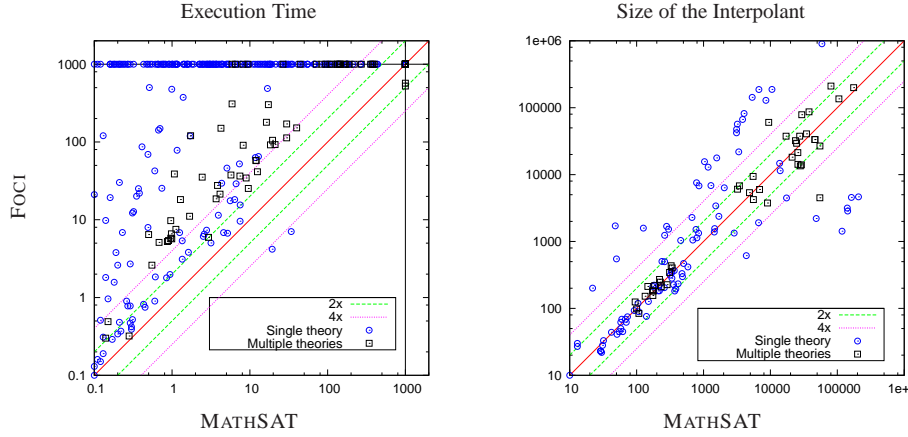 Execution Time
Size of the Interpolant
FOCI
1000
100
10
1
0.1
0.1
1
10
100
1000
2x
4x
Single theory
Multiple theories
MATHSAT
1e+06
100000
10000
1000
100
10
10
100
1000
10000
100000
1e+
2x
4x
Single theory
Multiple theories
MATHSAT